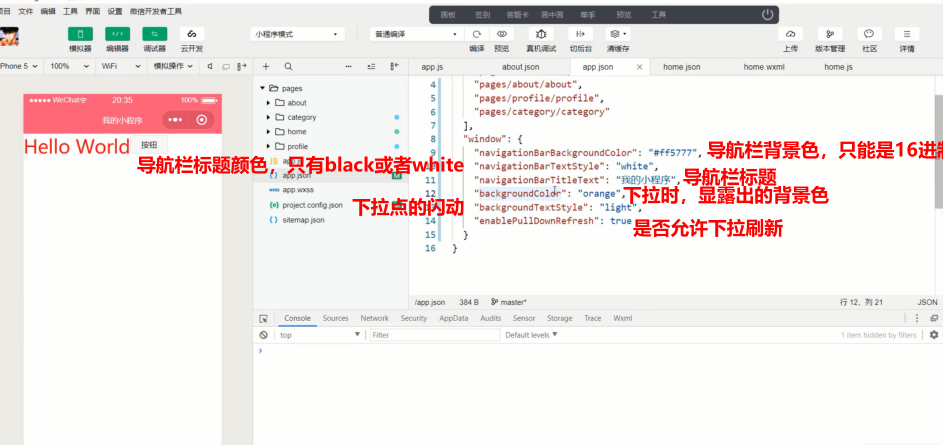 项目 文件 编辑 工具 界面 设置 微信开发者工具
画板 签到 答题卡 画中画 举手 预览 工具
模拟器 编辑器 调试器 云开发
小程序模式 普通编译
编译 预览 真机调试 切后台 清缓存
上传 版本管理 社区 详情
Phone 5 100% WiFi 模拟操作
app.js about.json app.json × home.json home.wxml home.js
WeChat 20:35 100%
我的小程序
Hello World 按钮
pages
about
category
home
profile
app.json
app.wxss
project.config.json
sitemap.json
4 "pages/about/about",
5 "pages/profile/profile",
6 "pages/category/category"
7 ],
8 "window": {
9 "navigationBarBackgroundColor": "#ff5777",
"navigationBarTextStyle": "white",
11 "navigationBarTitleText": "我的小程序",
12 "backgroundColor": "orange",
"backgroundTextStyle": "light",
14 "enablePullDownRefresh": true
15 }
16 }
导航栏背景色，只能是16进制
导航栏标题颜色，只有black或者white
导航栏标题
下拉时，显露出的背景色
下拉点的闪动
是否允许下拉刷新
/app.json 384 B master* 行 12，列 21 JSON
Console Sources Network Security AppData Audits Sensor Storage Trace Wxml
top Filter Default levels 1 item hidden by filters